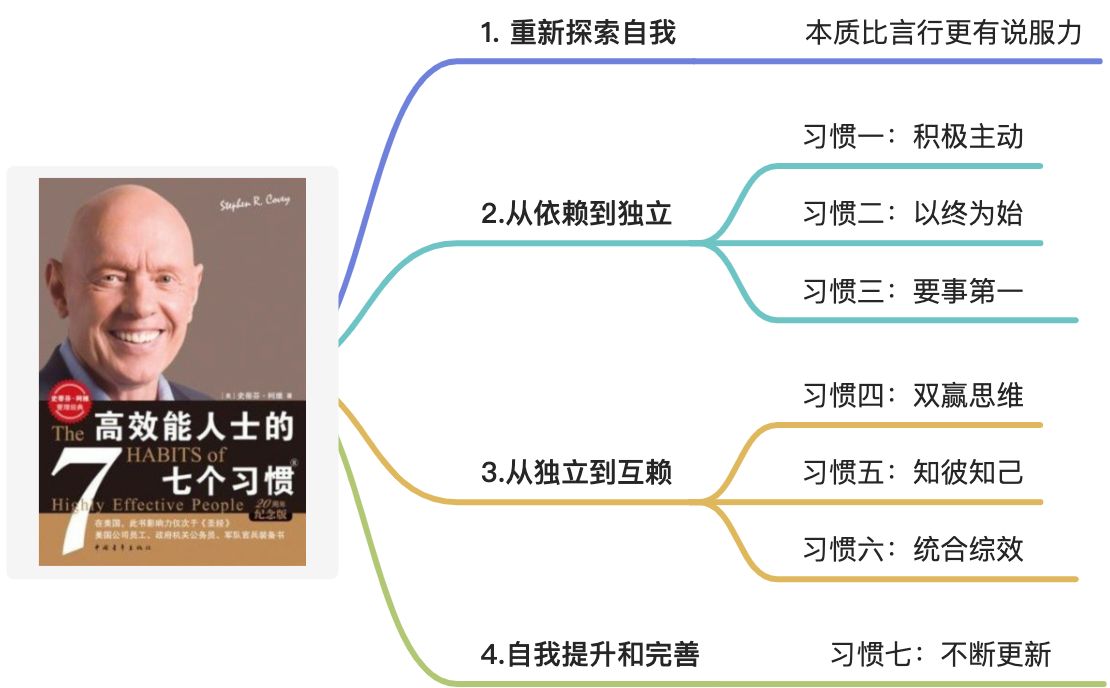 1. 重新探索自我
本质比言行更有说服力
2.从依赖到独立
习惯一：积极主动
习惯二：以终为始
习惯三：要事第一
3.从独立到互赖
习惯四：双赢思维
习惯五：知彼知己
习惯六：统合综效
4.自我提升和完善
习惯七：不断更新
Stephen R. Covey
[美] 史蒂芬·柯维 著
史蒂芬·柯维
管理经典
The 高效能人士的
7 HABITS of
七个习惯®
Highly Effective People
20周年
纪念版
在美国，此书影响力仅次于《圣经》
美国公司员工、政府机关公务员、军队官兵装备书
中国青年出版社